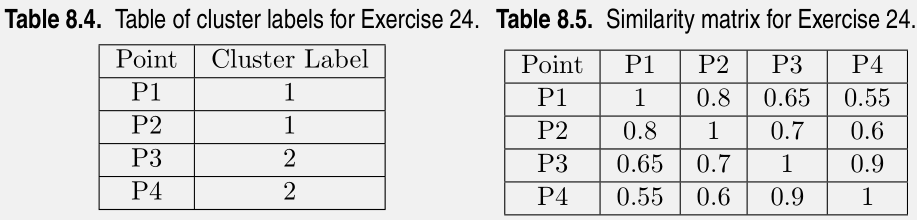 Table 8.4. Table of cluster labels for Exercise 24.
Point Cluster Label
P1 1
P2 1
P3 2
P4 2
Table 8.5. Similarity matrix for Exercise 24.
Point P1 P2 P3 P4
P1 1 0.8 0.65 0.55
P2 0.8 1 0.7 0.6
P3 0.65 0.7 1 0.9
P4 0.55 0.6 0.9 1